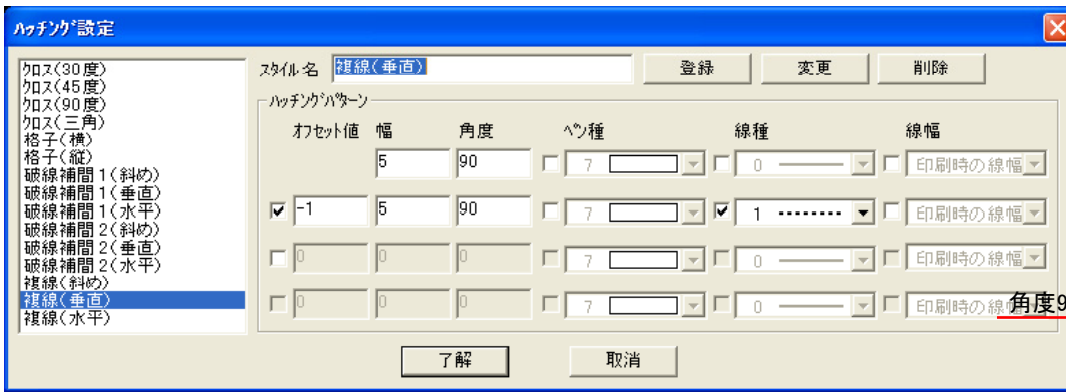 ハッチング設定
クロス(30度)
クロス(45度)
クロス(90度)
クロス(三角)
格子(横)
格子(縦)
破線補間1(斜め)
破線補間1(垂直)
破線補間1(水平)
破線補間2(斜め)
破線補間2(垂直)
破線補間2(水平)
複線(斜め)
複線(垂直)
複線(水平)
スタイル名 複線(垂直) 登録 変更 削除
ハッチングパターン
オフセット値 幅 角度 ペン種 線種 線幅
5 90 7 0 印刷時の線幅
-1 5 90 7 1 印刷時の線幅
0 0 0 7 0 印刷時の線幅
0 0 0 7 0 印刷時の線幅
角度9
了解 取消